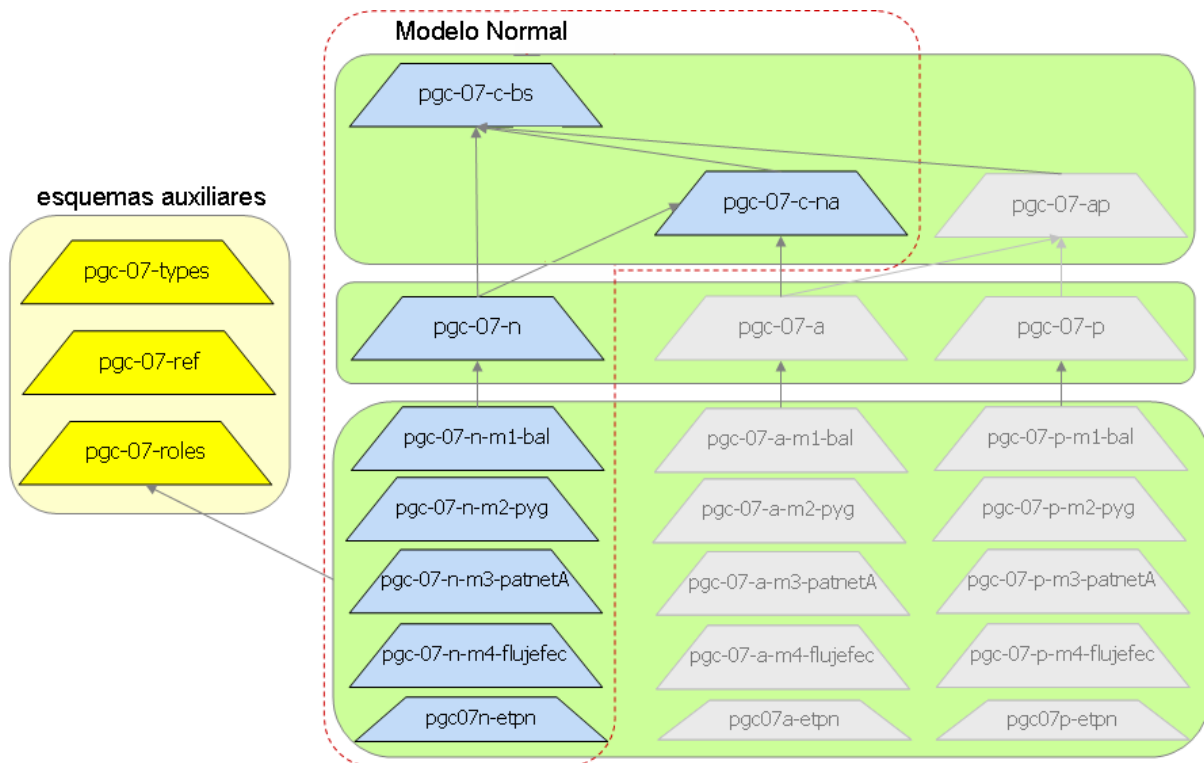 Modelo Normal
pgc-07-c-bs
esquemas auxiliares
pgc-07-c-na
pgc-07-ap
pgc-07-types
pgc-07-n
pgc-07-a
pgc-07-p
pgc-07-ref
pgc-07-roles
pgc-07-n-m1-bal
pgc-07-a-m1-bal
pgc-07-p-m1-bal
pgc-07-n-m2-pyg
pgc-07-a-m2-pyg
pgc-07-p-m2-pyg
pgc-07-n-m3-patnetA
pgc-07-a-m3-patnetA
pgc-07-p-m3-patnetA
pgc-07-n-m4-flujefec
pgc-07-a-m4-flujefec
pgc-07-p-m4-flujefec
pgc07n-etpn
pgc07a-etpn
pgc07p-etpn